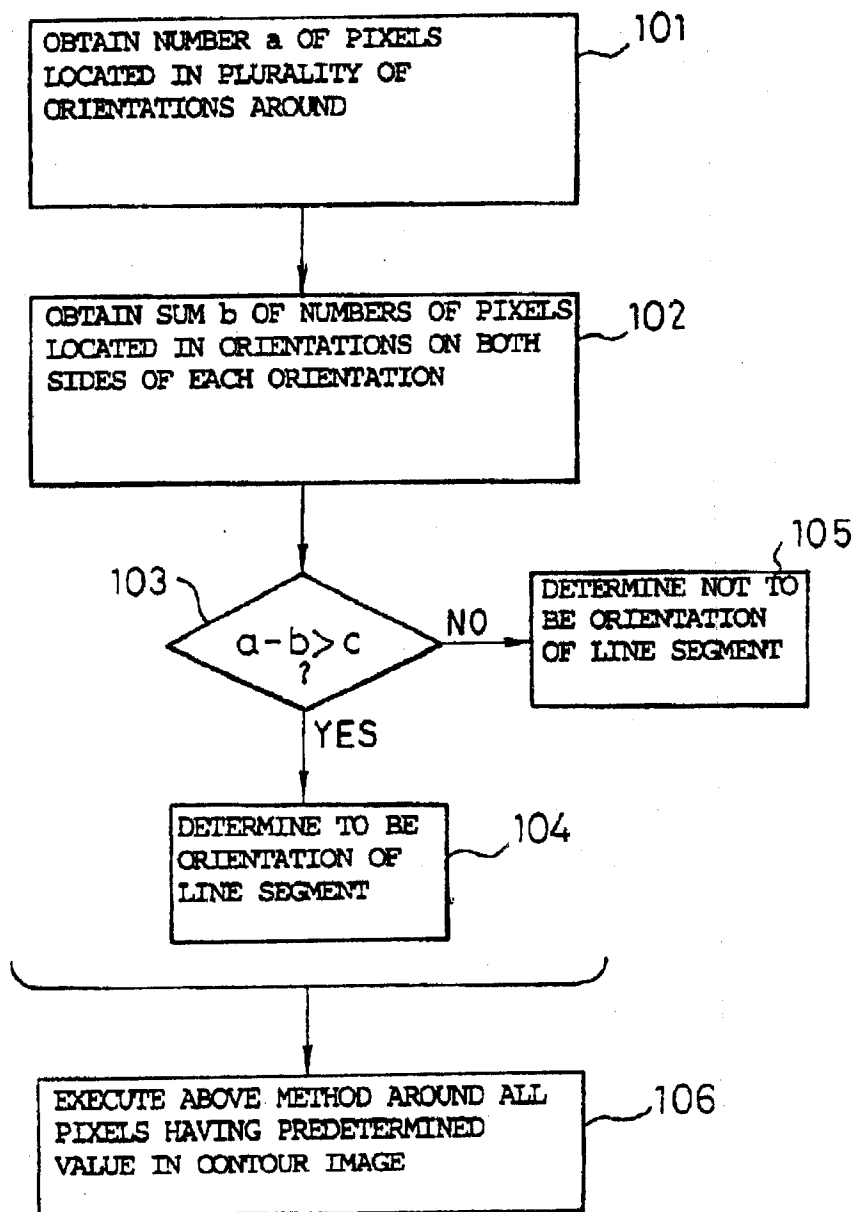 OBTAIN NUMBER a OF PIXELS
LOCATED IN PLURALITY OF
ORIENTATIONS AROUND
101
OBTAIN SUM b OF NUMBERS OF PIXELS
LOCATED IN ORIENTATIONS ON BOTH
SIDES OF EACH ORIENTATION
102
103
a-b>c
?
NO
YES
105
DETERMINE NOT TO
BE ORIENTATION
OF LINE SEGMENT
DETERMINE TO BE
ORIENTATION OF
LINE SEGMENT
104
EXECUTE ABOVE METHOD AROUND ALL
PIXELS HAVING PREDETERMINED
VALUE IN CONTOUR IMAGE
106